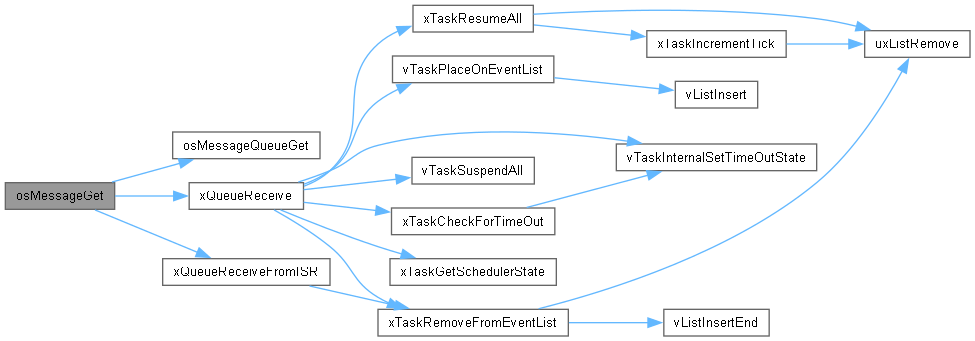 xTaskResumeAll
uxListRemove
xTaskIncrementTick
vTaskPlaceOnEventList
vListInsert
osMessageQueueGet
vTaskInternalSetTimeOutState
vTaskSuspendAll
osMessageGet
xQueueReceive
xTaskCheckForTimeOut
xQueueReceiveFromISR
xTaskGetSchedulerState
xTaskRemoveFromEventList
vListInsertEnd